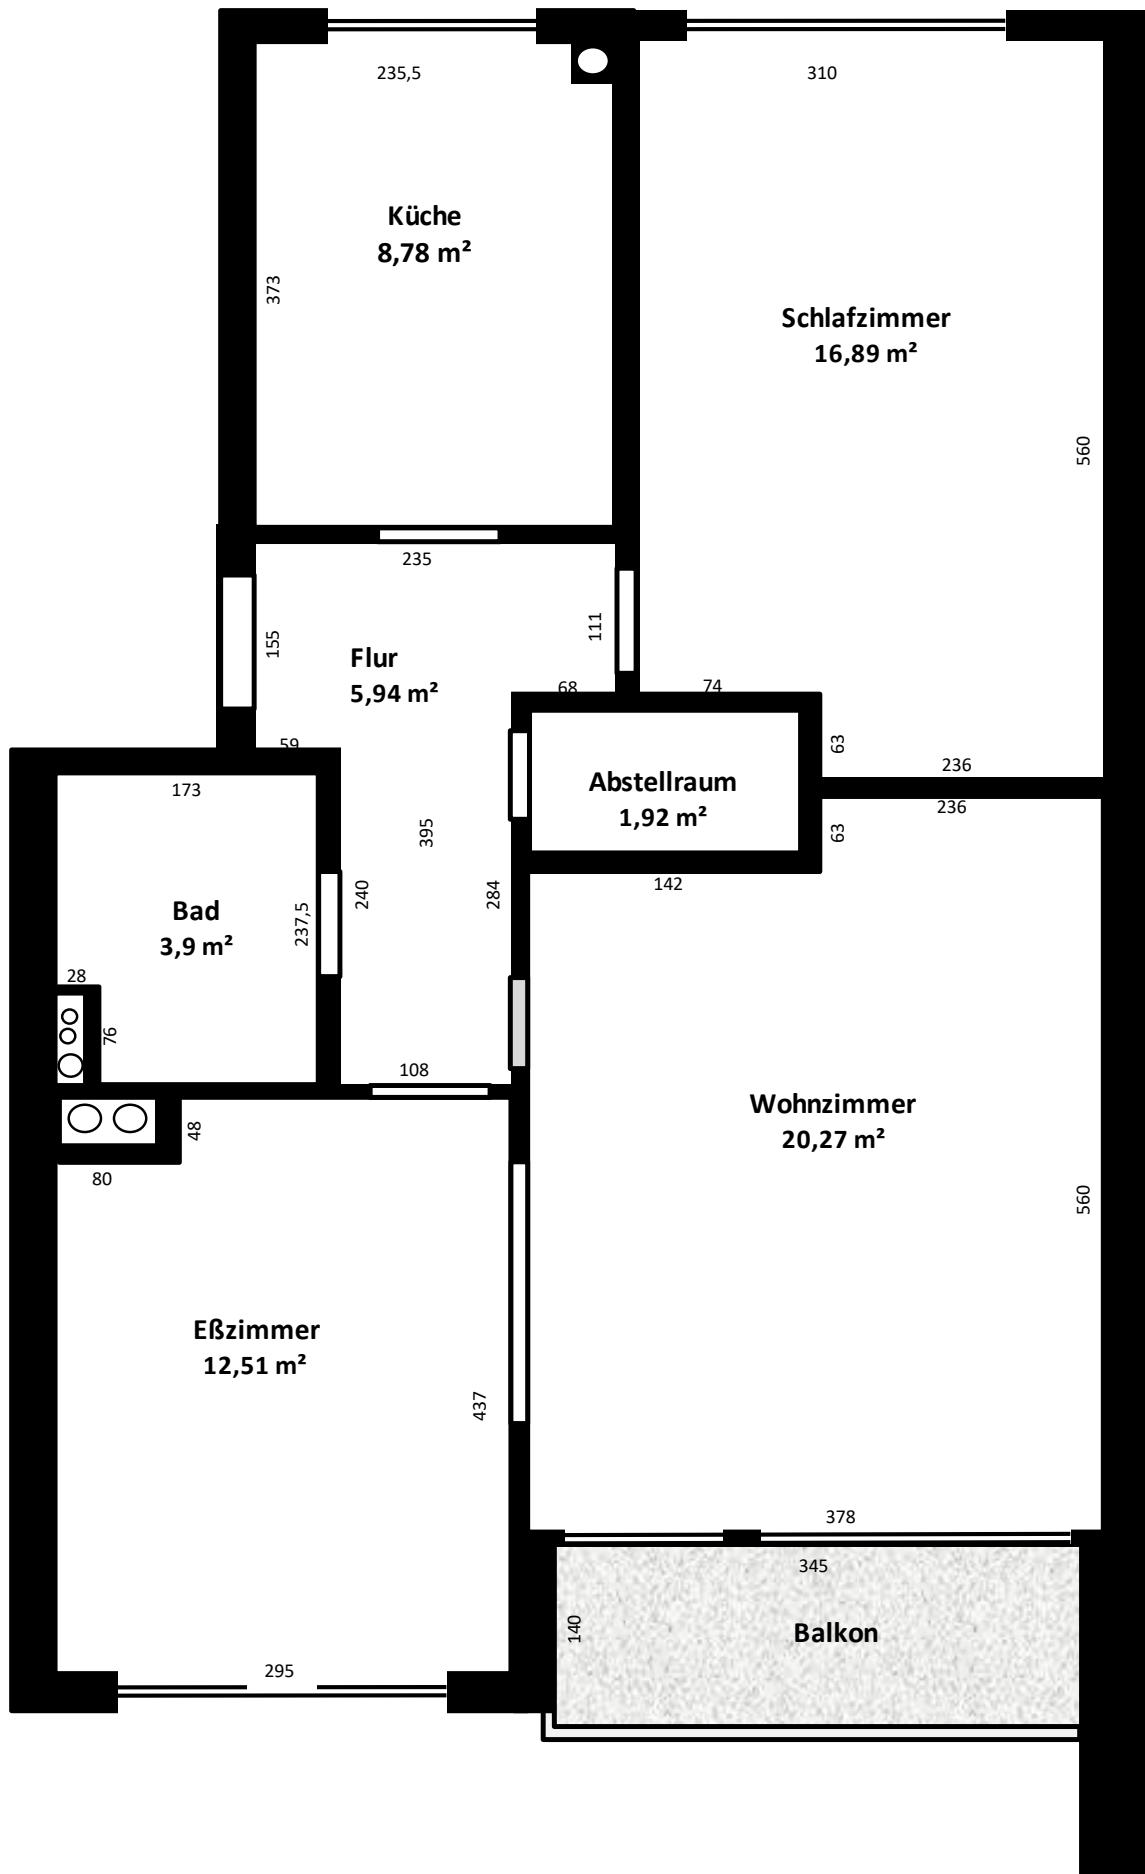 235,5
310
Küche
8,78 m²
373
Schlafzimmer
16,89 m²
560
235
155
111
Flur
5,94 m²
68
74
59
63
236
173
Abstellraum
1,92 m²
236
63
395
142
240
284
Bad
3,9 m²
237,5
28
76
108
Wohnzimmer
20,27 m²
48
80
560
Eßzimmer
12,51 m²
437
378
345
140
Balkon
295